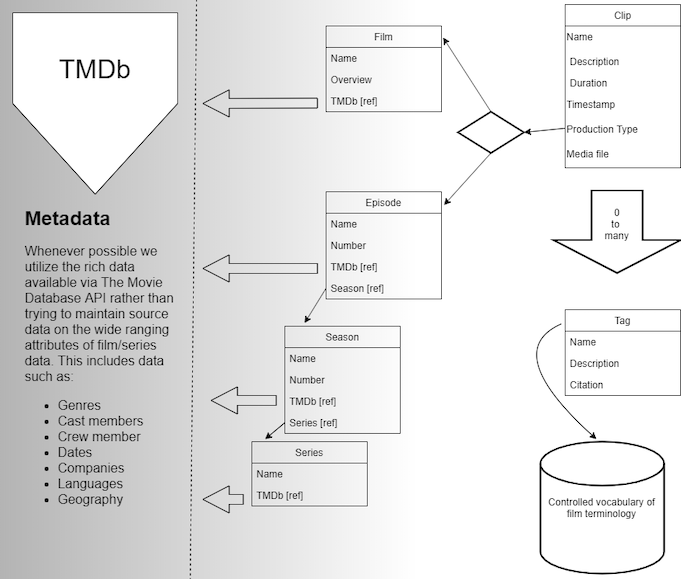 TMDb
Metadata
Whenever possible we
utilize the rich data
available via The Movie
Database API rather than
trying to maintain source
data on the wide ranging
attributes of film/series
data. This includes data
such as:
Genres
Cast members
Crew member
Dates
Companies
Languages
Geography
Film
Name
Overview
TMDb [ref]
Episode
Name
Number
TMDb [ref]
Season [ref]
Season
Name
Number
TMDb [ref]
Series [ref]
Series
Name
TMDb [ref]
Clip
Name
Description
Duration
Timestamp
Production Type
Media file
0
to
many
Tag
Name
Description
Citation
Controlled vocabulary of
film terminology